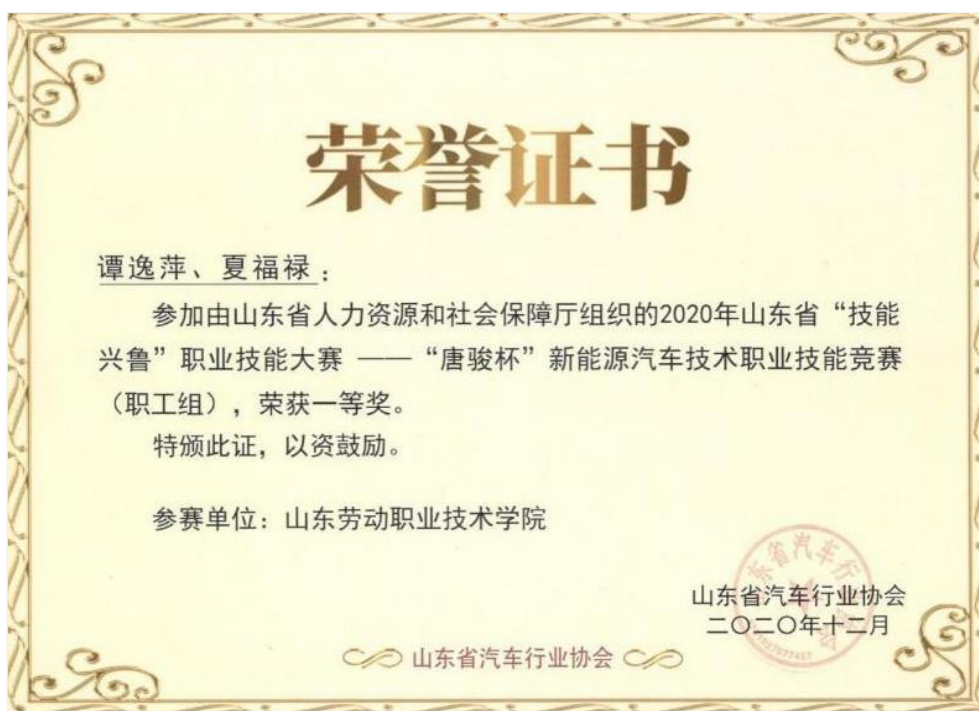 荣誉证书
谭逸萍、夏福禄：
参加由山东省人力资源和社会保障厅组织的2020年山东省“技能
兴鲁”职业技能大赛 ——“唐骏杯”新能源汽车技术职业技能竞赛
（职工组），荣获一等奖。
特颁此证，以资鼓励。
参赛单位：山东劳动职业技术学院
山东省汽车行业协会
二〇二〇年十二月
山东省汽车行业协会